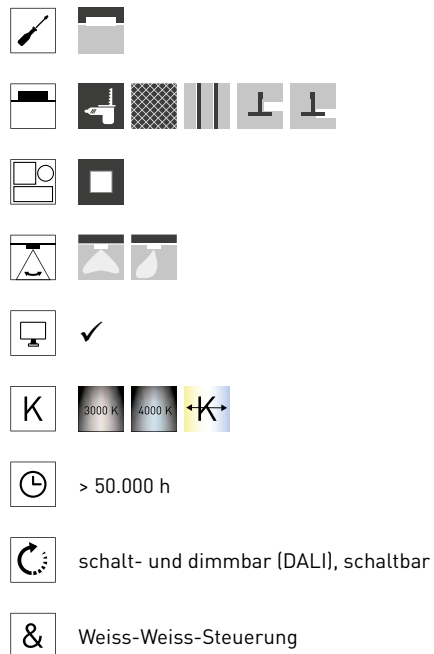 K 3000 K 4000 K K
> 50.000 h
schalt- und dimmbar (DALI), schaltbar
& Weiss-Weiss-Steuerung